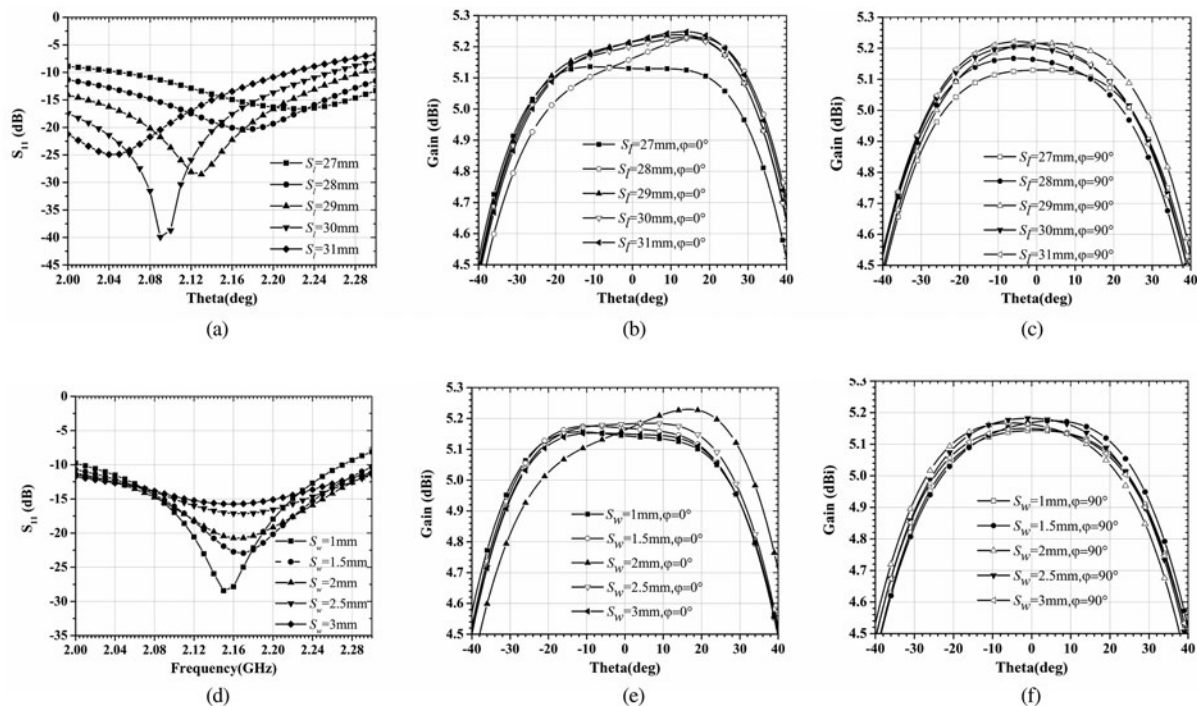 0
-5
-10
-15
-20
-25
-30
-35
-40
-45
S11 (dB)
Sl=27mm
Sl=28mm
Sl=29mm
Sl=30mm
Sl=31mm
2.00 2.04 2.08 2.12 2.16 2.20 2.24 2.28
Theta(deg)
(a)
5.3
5.2
5.1
5.0
4.9
4.8
4.7
4.6
4.5
Gain (dBi)
Sf=27mm,φ=0°
Sf=28mm,φ=0°
Sf=29mm,φ=0°
Sf=30mm,φ=0°
Sf=31mm,φ=0°
-40 -30 -20 -10 0 10 20 30 40
Theta(deg)
(b)
5.3
5.2
5.1
5.0
4.9
4.8
4.7
4.6
4.5
Gain (dBi)
Sf=27mm,φ=90°
Sf=28mm,φ=90°
Sf=29mm,φ=90°
Sf=30mm,φ=90°
Sf=31mm,φ=90°
-40 -30 -20 -10 0 10 20 30 40
Theta(deg)
(c)
0
-5
-10
-15
-20
-25
-30
-35
S11 (dB)
Sw=1mm
Sw=1.5mm
Sw=2mm
Sw=2.5mm
Sw=3mm
2.00 2.04 2.08 2.12 2.16 2.20 2.24 2.28
Frequency(GHz)
(d)
5.3
5.2
5.1
5.0
4.9
4.8
4.7
4.6
4.5
Gain (dBi)
Sw=1mm,φ=0°
Sw=1.5mm,φ=0°
Sw=2mm,φ=0°
Sw=2.5mm,φ=0°
Sw=3mm,φ=0°
-40 -30 -20 -10 0 10 20 30 40
Theta(deg)
(e)
5.3
5.2
5.1
5.0
4.9
4.8
4.7
4.6
4.5
Gain (dBi)
Sw=1mm,φ=90°
Sw=1.5mm,φ=90°
Sw=2mm,φ=90°
Sw=2.5mm,φ=90°
Sw=3mm,φ=90°
-40 -30 -20 -10 0 10 20 30 40
Theta(deg)
(f)